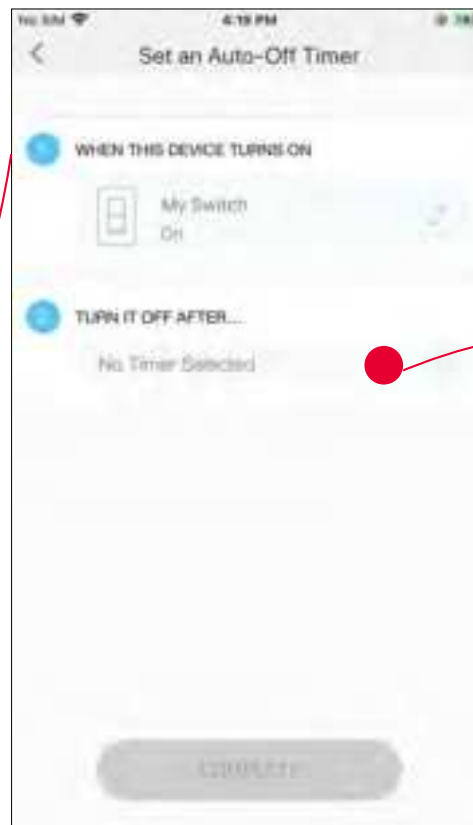 No SIM 4:19 PM
Set an Auto-Off Timer
WHEN THIS DEVICE TURNS ON
My Switch
On
TURN IT OFF AFTER...
No Timer Selected
COMPLETE